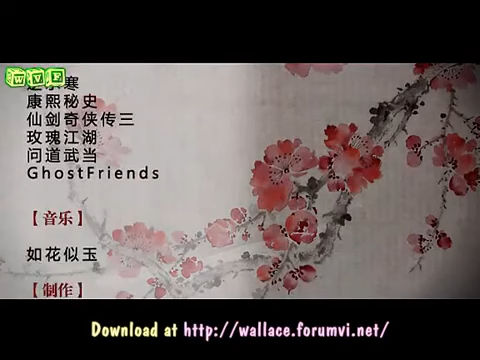 WVF
康熙秘史
仙剑奇侠传三
玫瑰江湖
问道武当
GhostFriends
【音乐】
如花似玉
【制作】
Download at http://wallace.forumvi.net/